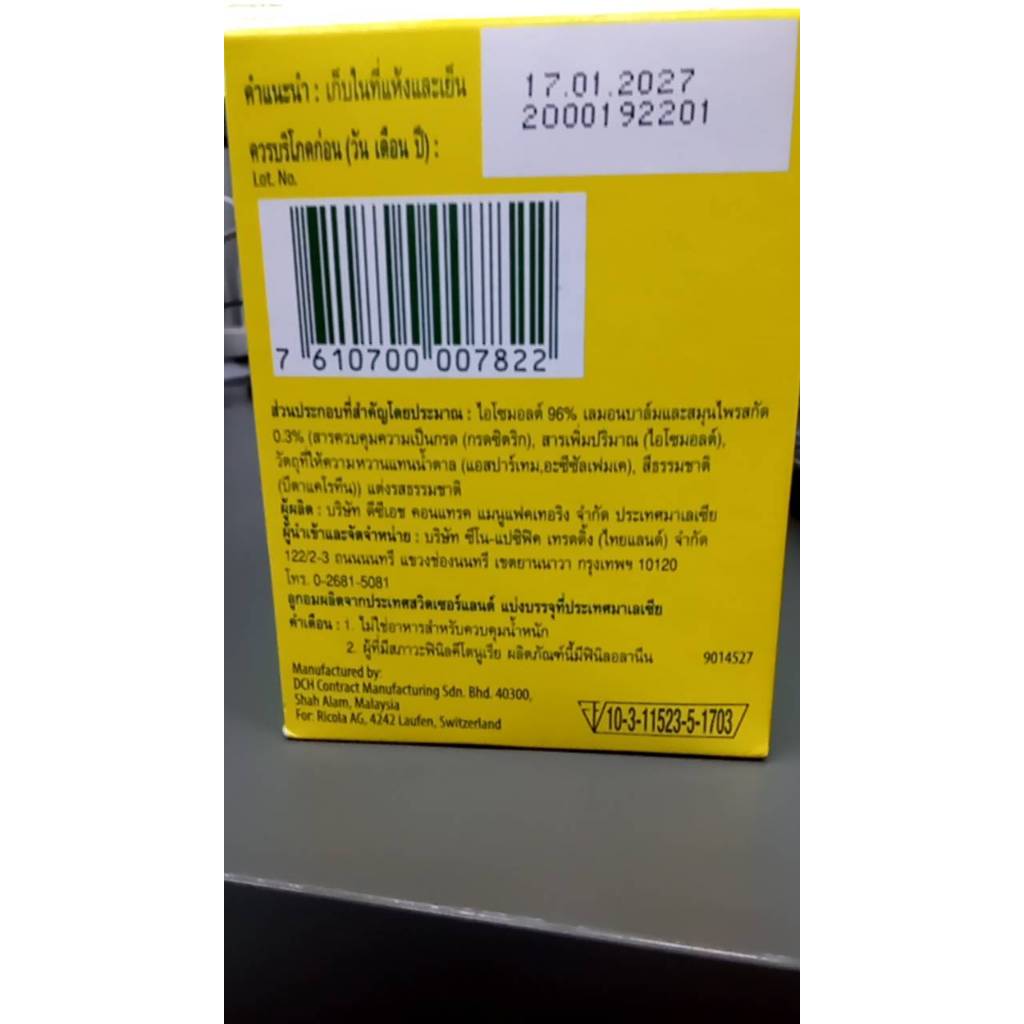 คำแนะนำ : เก็บในที่แห้งและเย็น
17.01.2027
2000192201
ควรบริโภคก่อน (วัน เดือน ปี) :
Lot. No.
7 610700 007822
ส่วนประกอบที่สำคัญโดยประมาณ : ไอโซมอลต์ 96% เลมอนบาล์มและสมุนไพรสกัด
0.3% (สารควบคุมความเป็นกรด (กรดซิตริก), สารเพิ่มปริมาณ (ไอโซมอลต์),
วัตถุที่ให้ความหวานแทนน้ำตาล (แอสปาร์เทม,อะซีซัลเฟมเค), สีธรรมชาติ
(บีตาแคโรทีน)) แต่งรสธรรมชาติ
ผู้ผลิต : บริษัท ดีซีเอช คอนแทรค แมนูแฟคเทอริง จำกัด ประเทศมาเลเซีย
ผู้นำเข้าและจัดจำหน่าย : บริษัท ซีโน-แปซิฟิค เทรดดิ้ง (ไทยแลนด์) จำกัด
122/2-3 ถนนนนทรี แขวงช่องนนทรี เขตยานนาวา กรุงเทพฯ 10120
โทร. 0-2681-5081
ลูกอมผลิตจากประเทศสวิตเซอร์แลนด์ แบ่งบรรจุที่ประเทศมาเลเซีย
คำเตือน : 1. ไม่ใช่อาหารสำหรับควบคุมน้ำหนัก
2. ผู้ที่มีสภาวะฟินิลคีโตนูเรีย ผลิตภัณฑ์นี้มีฟินิลอลานีน
9014527
Manufactured by:
DCH Contract Manufacturing Sdn. Bhd. 40300,
Shah Alam, Malaysia
For: Ricola AG, 4242 Laufen, Switzerland
10-3-11523-5-1703